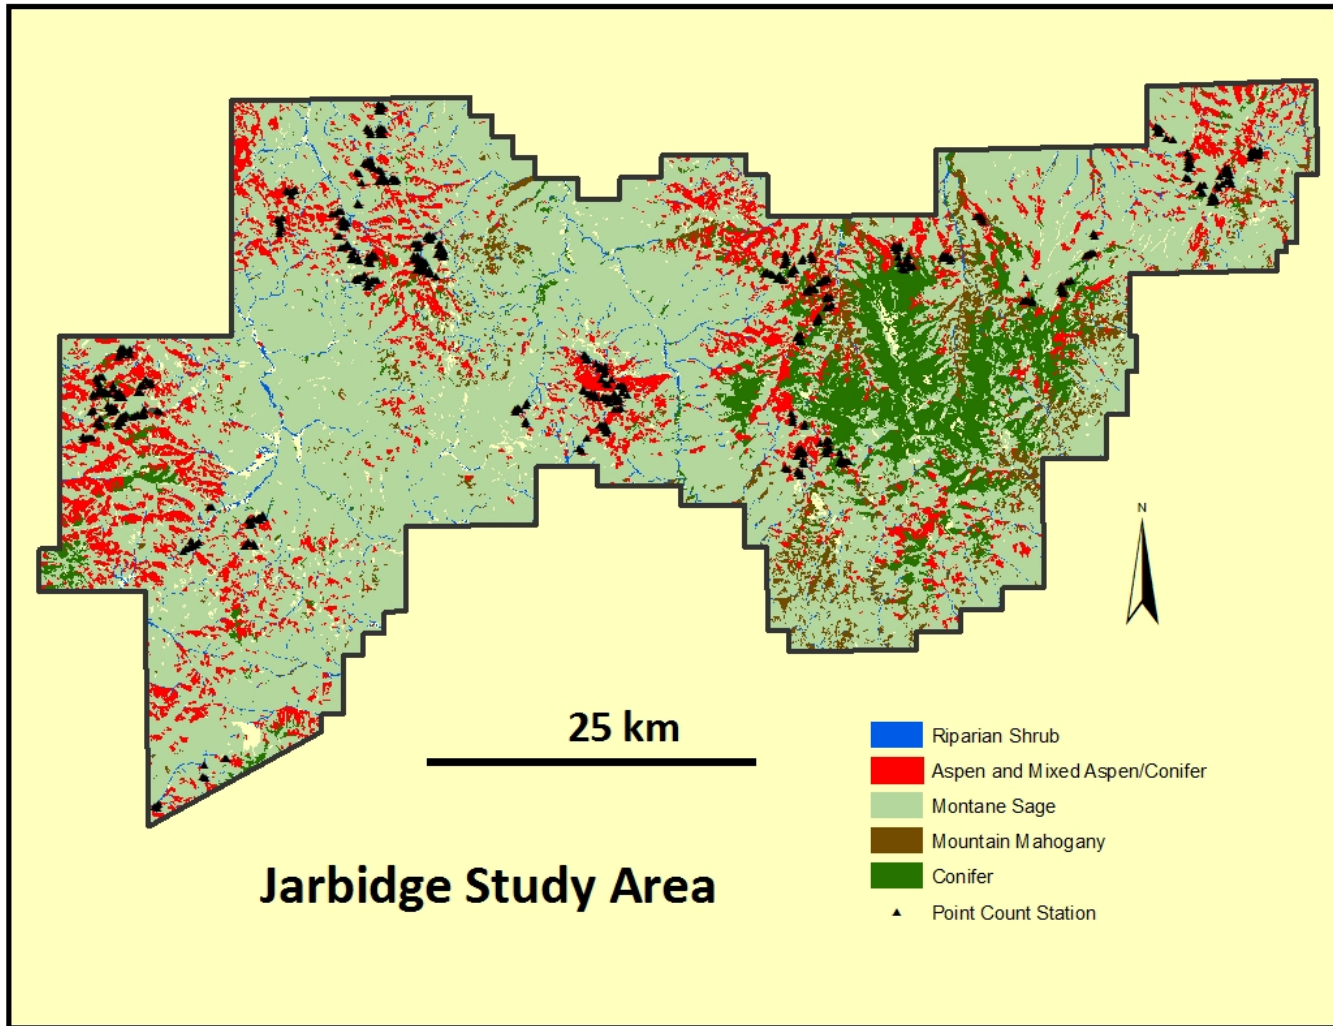 N
25 km
Riparian Shrub
Aspen and Mixed Aspen/Conifer
Montane Sage
Mountain Mahogany
Conifer
Point Count Station
Jarbidge Study Area